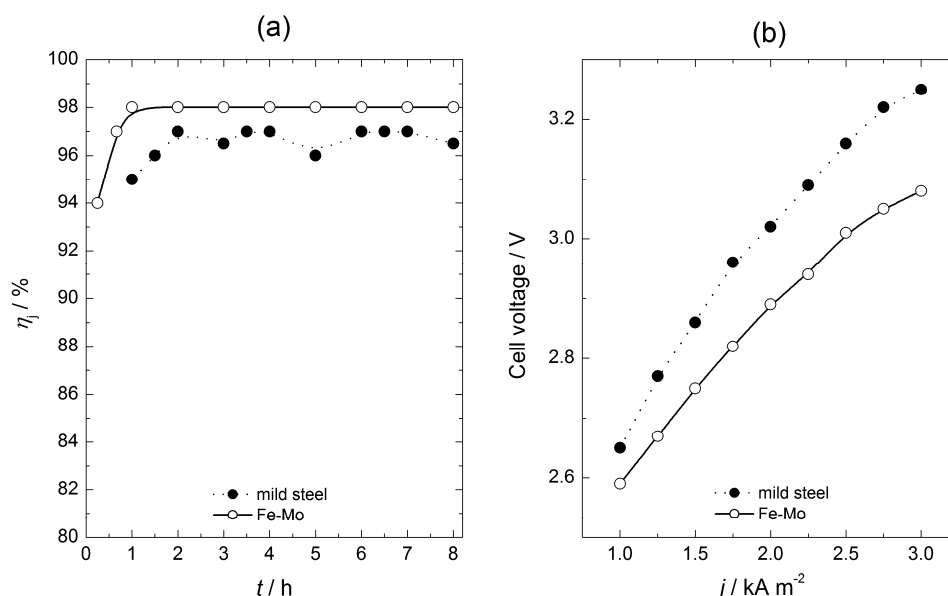 (a)
100
98
96
94
92
90
88
86
84
82
80
ηj / %
mild steel
Fe-Mo
0 1 2 3 4 5 6 7 8
t / h
(b)
3.2
3.0
2.8
2.6
Cell voltage / V
mild steel
Fe-Mo
1.0 1.5 2.0 2.5 3.0
j / kA m-2